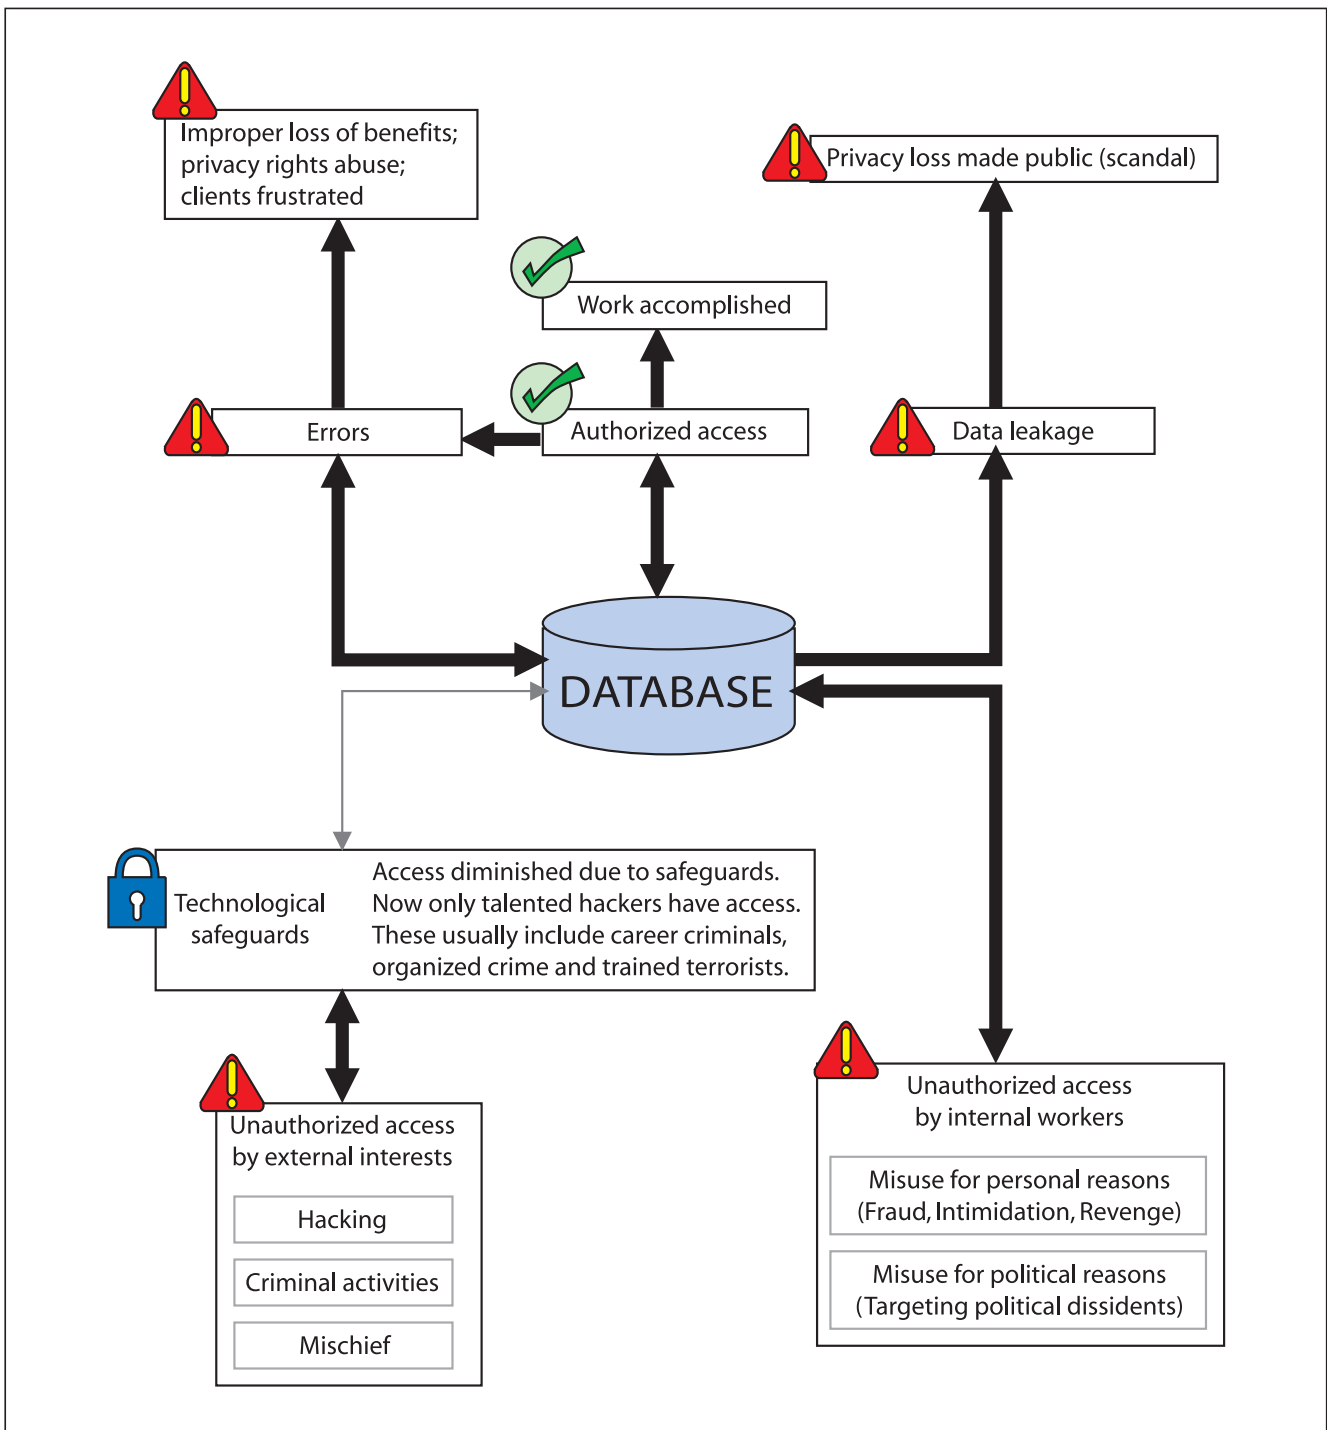 Improper loss of benefits;
privacy rights abuse;
clients frustrated
Privacy loss made public (scandal)
Work accomplished
Errors
Authorized access
Data leakage
DATABASE
Technological
safeguards
Access diminished due to safeguards.
Now only talented hackers have access.
These usually include career criminals,
organized crime and trained terrorists.
Unauthorized access
by external interests
Hacking
Criminal activities
Mischief
Unauthorized access
by internal workers
Misuse for personal reasons
(Fraud, Intimidation, Revenge)
Misuse for political reasons
(Targeting political dissidents)